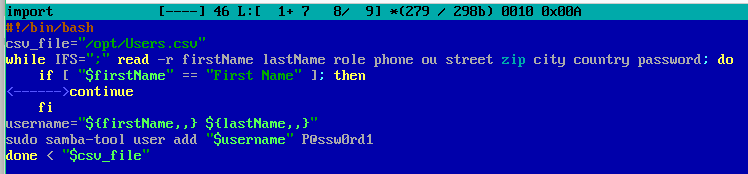 import [----] 46 L:[ 1+ 7 8/ 9] *(279 / 298b) 0010 0x00A
#!/bin/bash
csv_file="/opt/Users.csv"
while IFS=";" read -r firstName lastName role phone ou street zip city country password; do
    if [ "$firstName" == "First Name" ]; then
<------>continue
    fi
username="${firstName,,} ${lastName,,}"
sudo samba-tool user add "$username" P@ssw0rd1
done < "$csv_file"